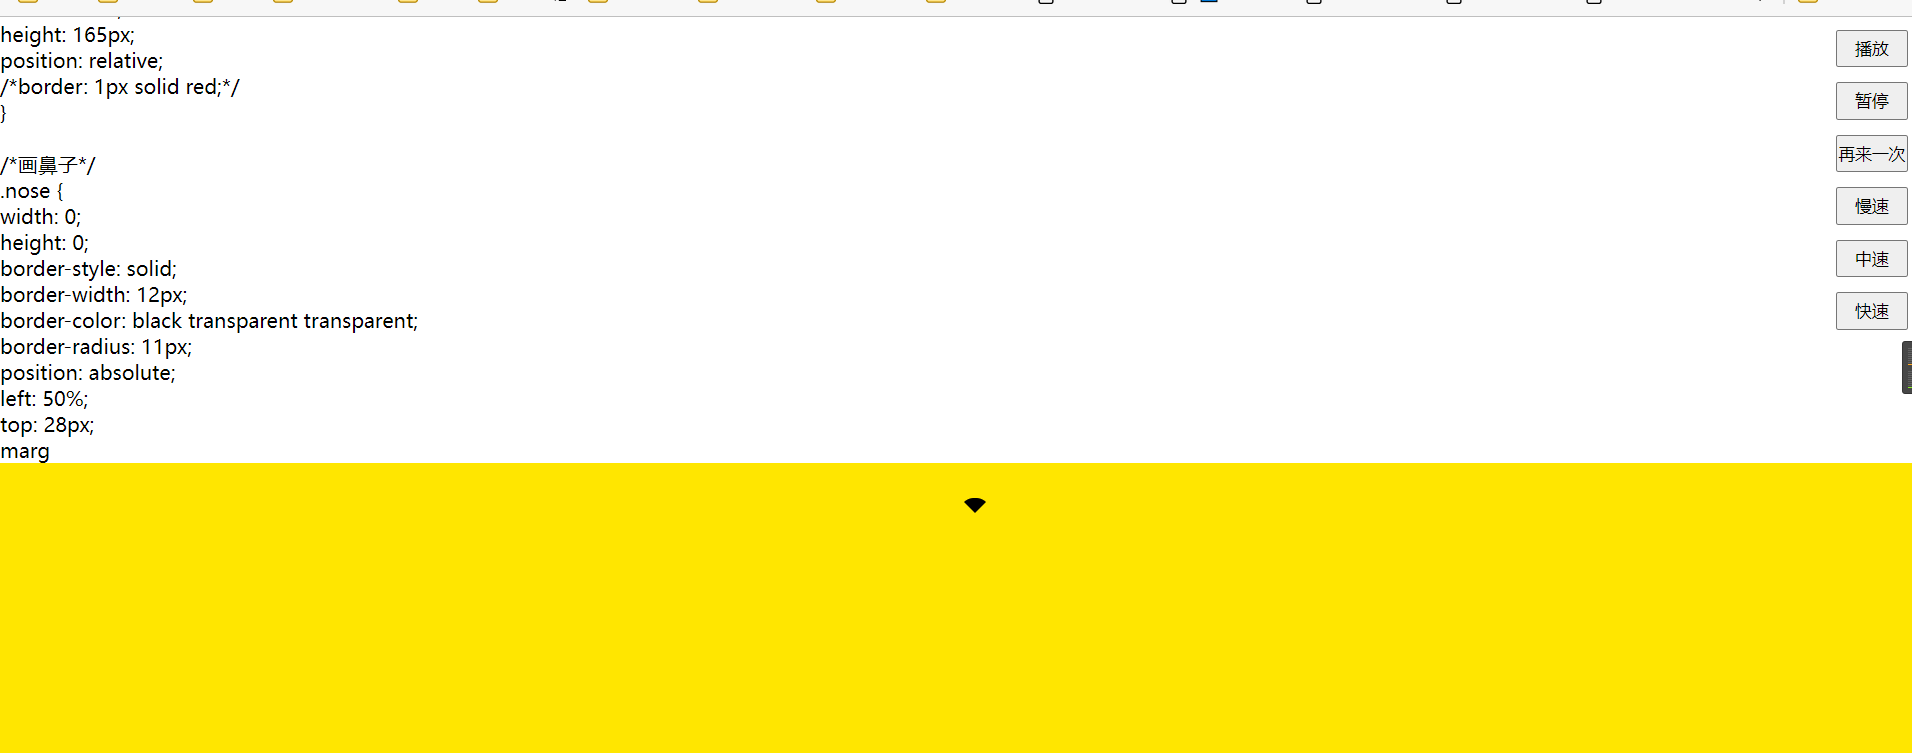 height: 165px;
position: relative;
/*border: 1px solid red;*/
}
/*画鼻子*/
.nose {
width: 0;
height: 0;
border-style: solid;
border-width: 12px;
border-color: black transparent transparent;
border-radius: 11px;
position: absolute;
left: 50%;
top: 28px;
marg
播放
暂停
再来一次
慢速
中速
快速